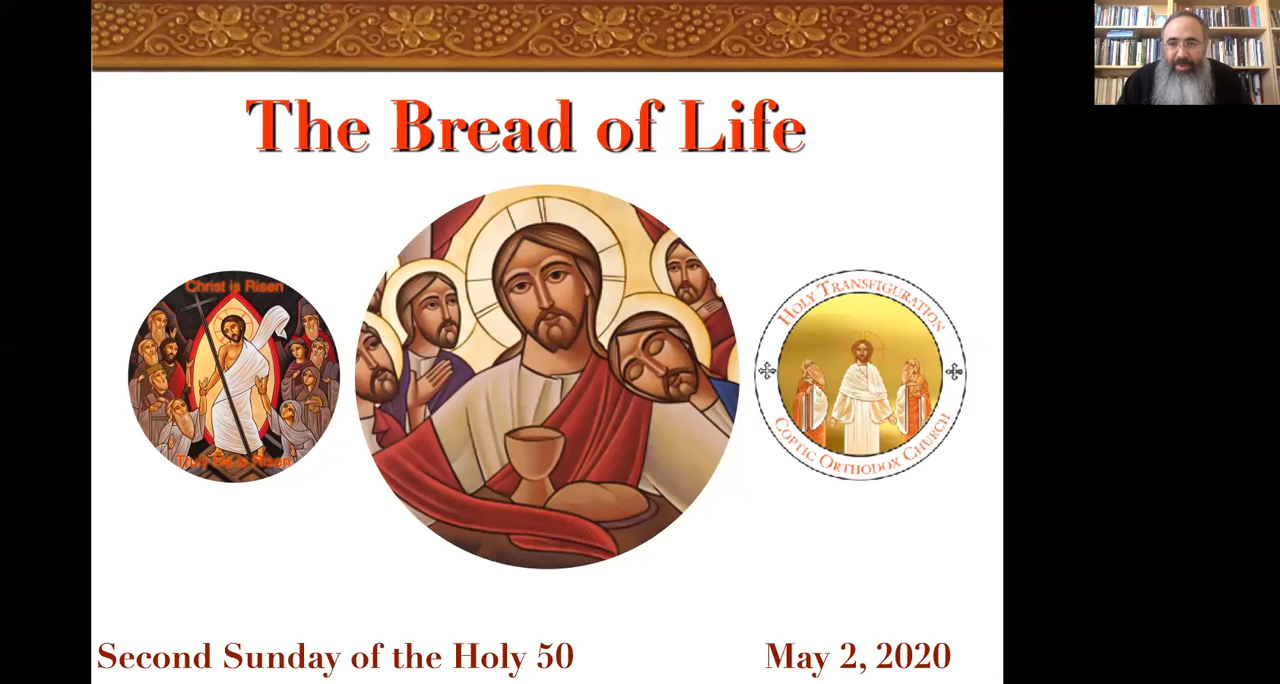 The Bread of Life
Christ is Risen
Truly He is Risen
HOLY TRANSFIGURATION
COPTIC ORTHODOX CHURCH
Second Sunday of the Holy 50
May 2, 2020